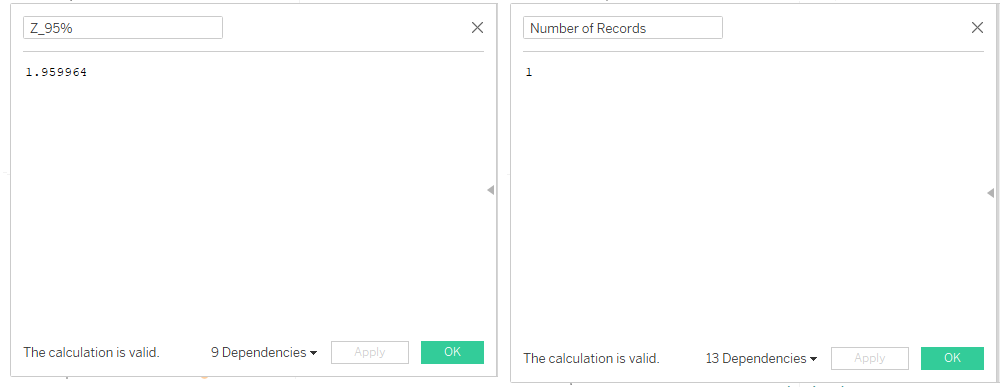 Z_95%
1.959964
The calculation is valid. 9 Dependencies Apply OK
Number of Records
1
The calculation is valid. 13 Dependencies Apply OK